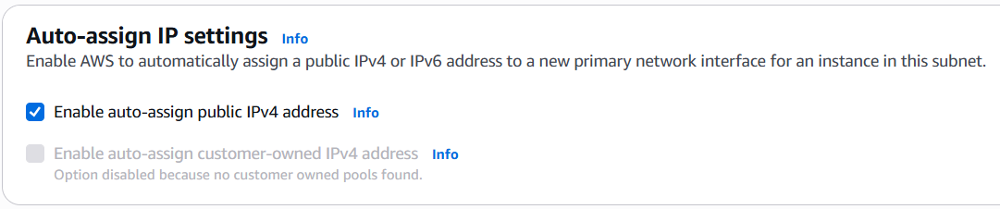 Auto-assign IP settings Info
Enable AWS to automatically assign a public IPv4 or IPv6 address to a new primary network interface for an instance in this subnet.
Enable auto-assign public IPv4 address Info
Enable auto-assign customer-owned IPv4 address Info
Option disabled because no customer owned pools found.